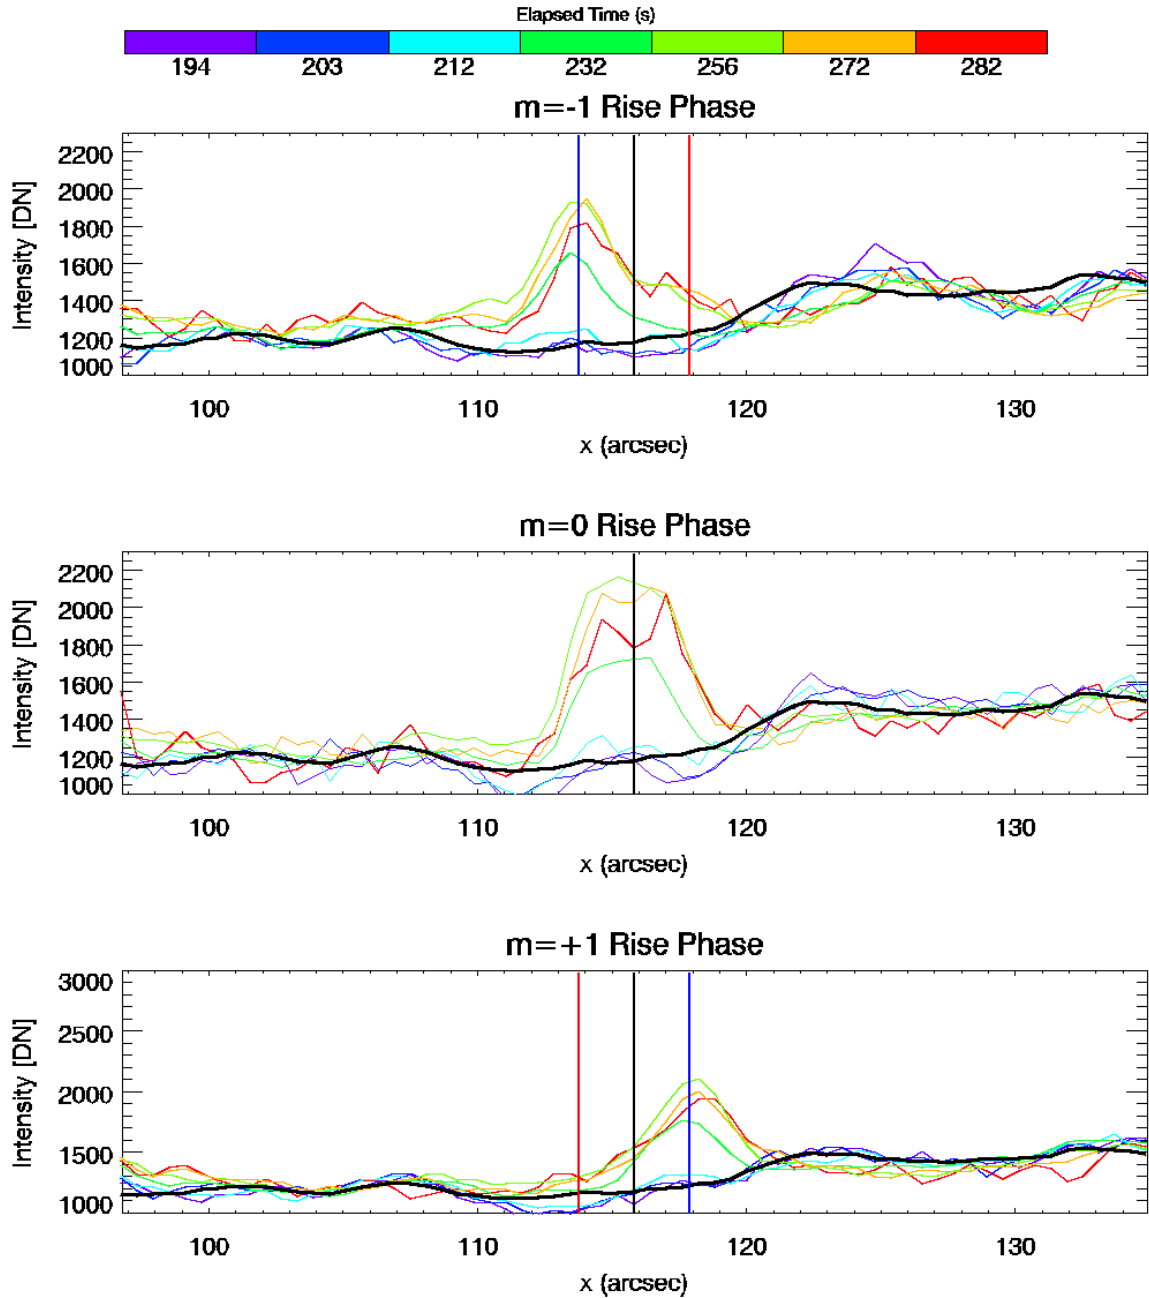 Elapsed Time (s)
194 203 212 232 256 272 282
m=-1 Rise Phase
2200
2000
1800
1600
1400
1200
1000
Intensity [DN]
100 110 120 130
x (arcsec)
m=0 Rise Phase
2200
2000
1800
1600
1400
1200
1000
Intensity [DN]
100 110 120 130
x (arcsec)
m=+1 Rise Phase
3000
2500
2000
1500
1000
Intensity [DN]
100 110 120 130
x (arcsec)